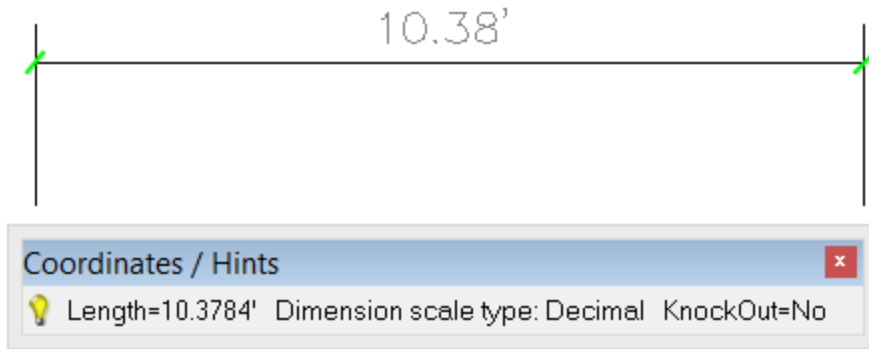 10.38'
Coordinates / Hints
x
Length=10.3784' Dimension scale type: Decimal KnockOut=No